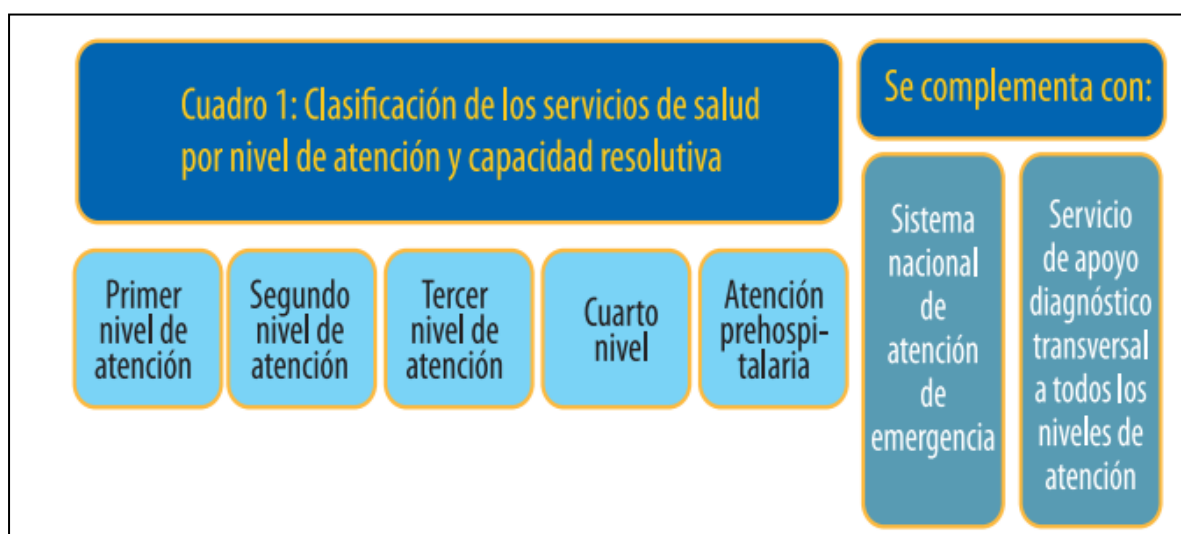 Cuadro 1: Clasificación de los servicios de salud
por nivel de atención y capacidad resolutiva
Se complementa con:
Primer
nivel de
atención
Segundo
nivel de
atención
Tercer
nivel de
atención
Cuarto
nivel
Atención
prehospi-
talaria
Sistema
nacional
de
atención
de
emergencia
Servicio
de apoyo
diagnóstico
transversal
a todos los
niveles de
atención